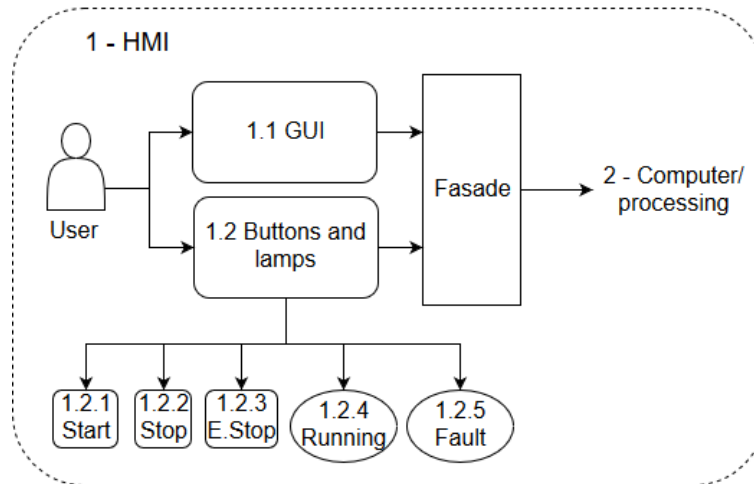 1 - HMI
1.1 GUI
User
1.2 Buttons and
lamps
Fasade
2 - Computer/
processing
1.2.1
Start
1.2.2
Stop
1.2.3
E.Stop
1.2.4
Running
1.2.5
Fault